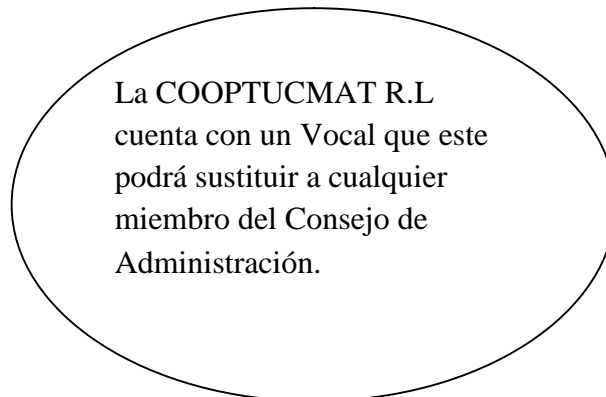 La COOPTUCMAT R.L
cuenta con un Vocal que este
podrá sustituir a cualquier
miembro del Consejo de
Administración.